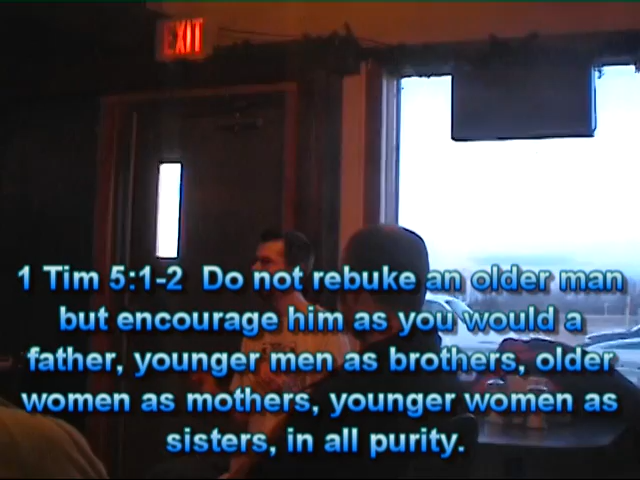 EXIT
1 Tim 5:1-2 Do not rebuke an older man
but encourage him as you would a
father, younger men as brothers, older
women as mothers, younger women as
sisters, in all purity.